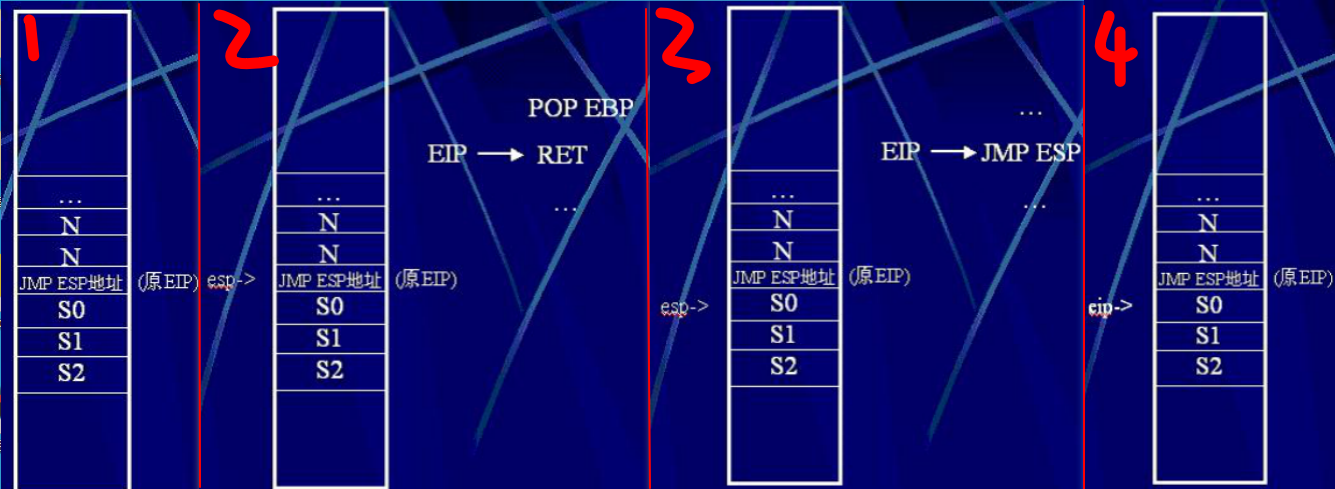 1
…
N
N
JMP ESP地址 (原EIP)
S0
S1
S2
2
POP EBP
EIP → RET
…
…
N
N
esp-> JMP ESP地址 (原EIP)
S0
S1
S2
3
…
EIP → JMP ESP
…
…
N
N
JMP ESP地址 (原EIP)
esp-> S0
S1
S2
4
…
N
N
JMP ESP地址 (原EIP)
eip-> S0
S1
S2